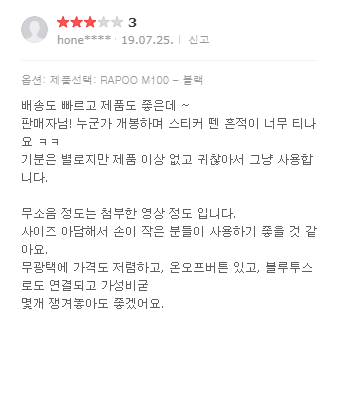 3
hone**** · 19.07.25. | 신고
옵션: 제품선택: RAPOO M100 – 블랙
배송도 빠르고 제품도 좋은데 ~
판매자님! 누군가 개봉하며 스티커 뗀 흔적이 너무 티나
요 ㅋㅋ
기분은 별로지만 제품 이상 없고 귀찮아서 그냥 사용합
니다.
무소음 정도는 첨부한 영상 정도 입니다.
사이즈 아담해서 손이 작은 분들이 사용하기 좋을 것 같
아요.
무광택에 가격도 저렴하고, 온오프버튼 있고, 블루투스
로도 연결되고 가성비굳
몇개 쟁겨놓아도 좋겠어요.